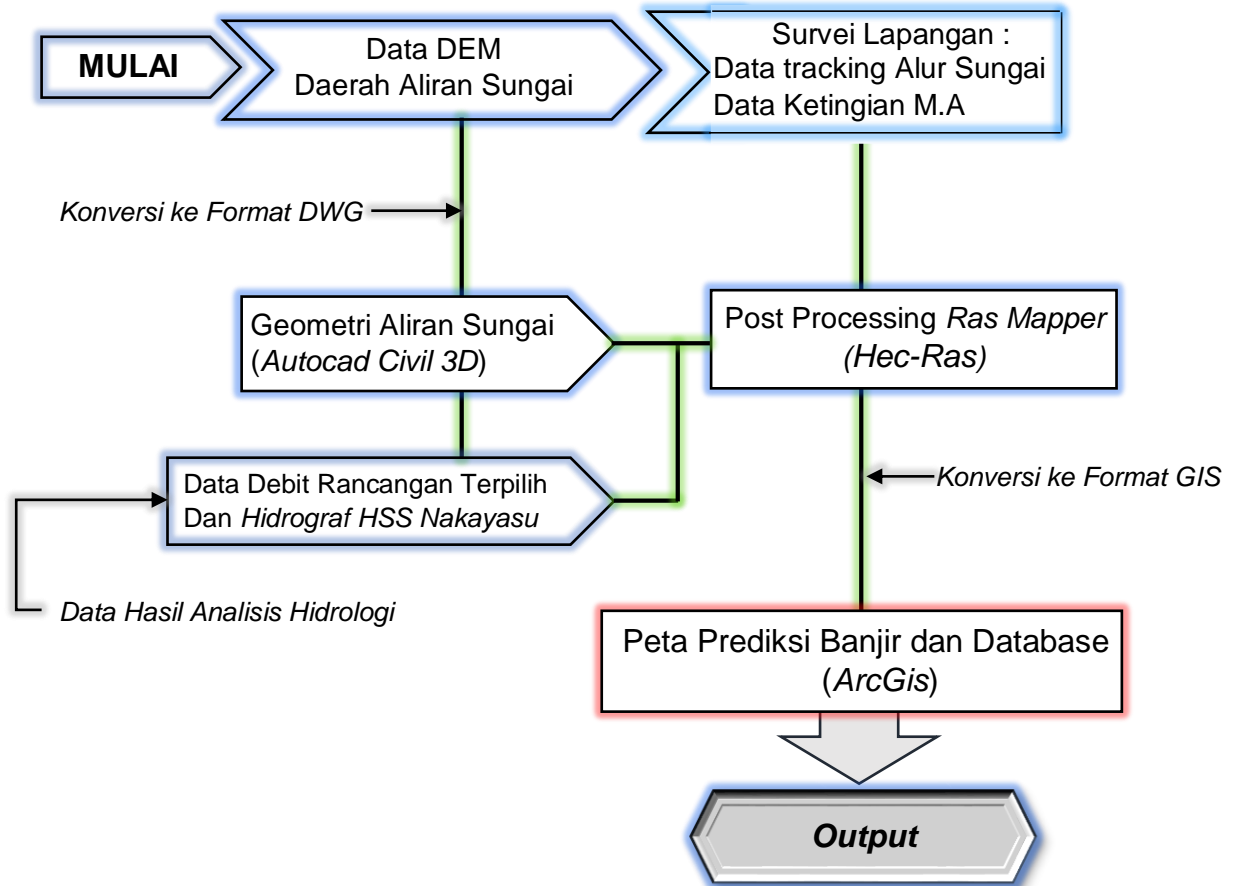 MULAI
Data DEM
Daerah Aliran Sungai
Survei Lapangan :
Data tracking Alur Sungai
Data Ketingian M.A
Konversi ke Format DWG
Geometri Aliran Sungai
(Autocad Civil 3D)
Post Processing Ras Mapper
(Hec-Ras)
Data Debit Rancangan Terpilih
Dan Hidrograf HSS Nakayasu
Konversi ke Format GIS
Data Hasil Analisis Hidrologi
Peta Prediksi Banjir dan Database
(ArcGis)
Output